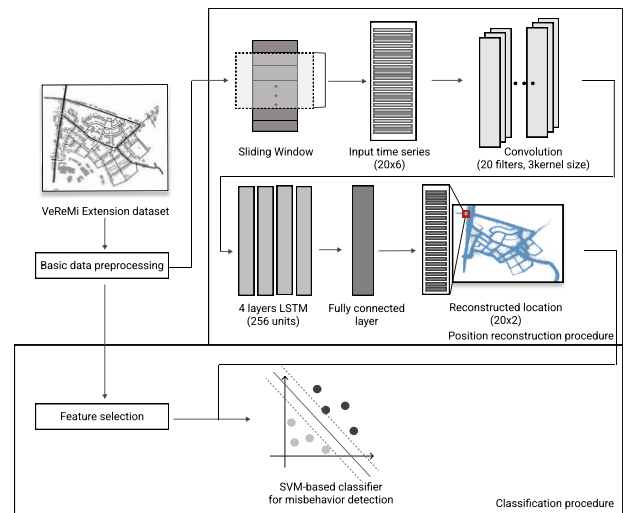 VeReMi Extension dataset
Basic data preprocessing
Sliding Window
Input time series
(20x6)
Convolution
(20 filters, 3kernel size)
4 layers LSTM
(256 units)
Fully connected
layer
Reconstructed location
(20x2)
Position reconstruction procedure
Feature selection
SVM-based classifier
for misbehavior detection
Classification procedure